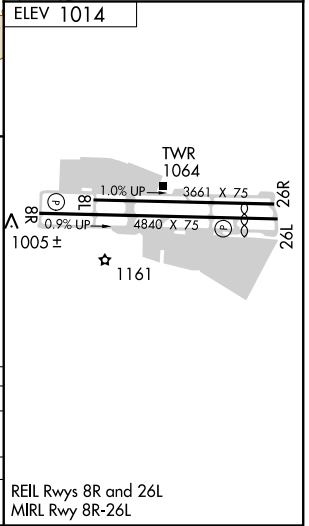 ELEV 1014
TWR
1064
1.0% UP 3661 X 75
8L
26R
P
8R
0.9% UP 4840 X 75
P
26L
1005 ±
1161
REIL Rwys 8R and 26L
MIRL Rwy 8R-26L